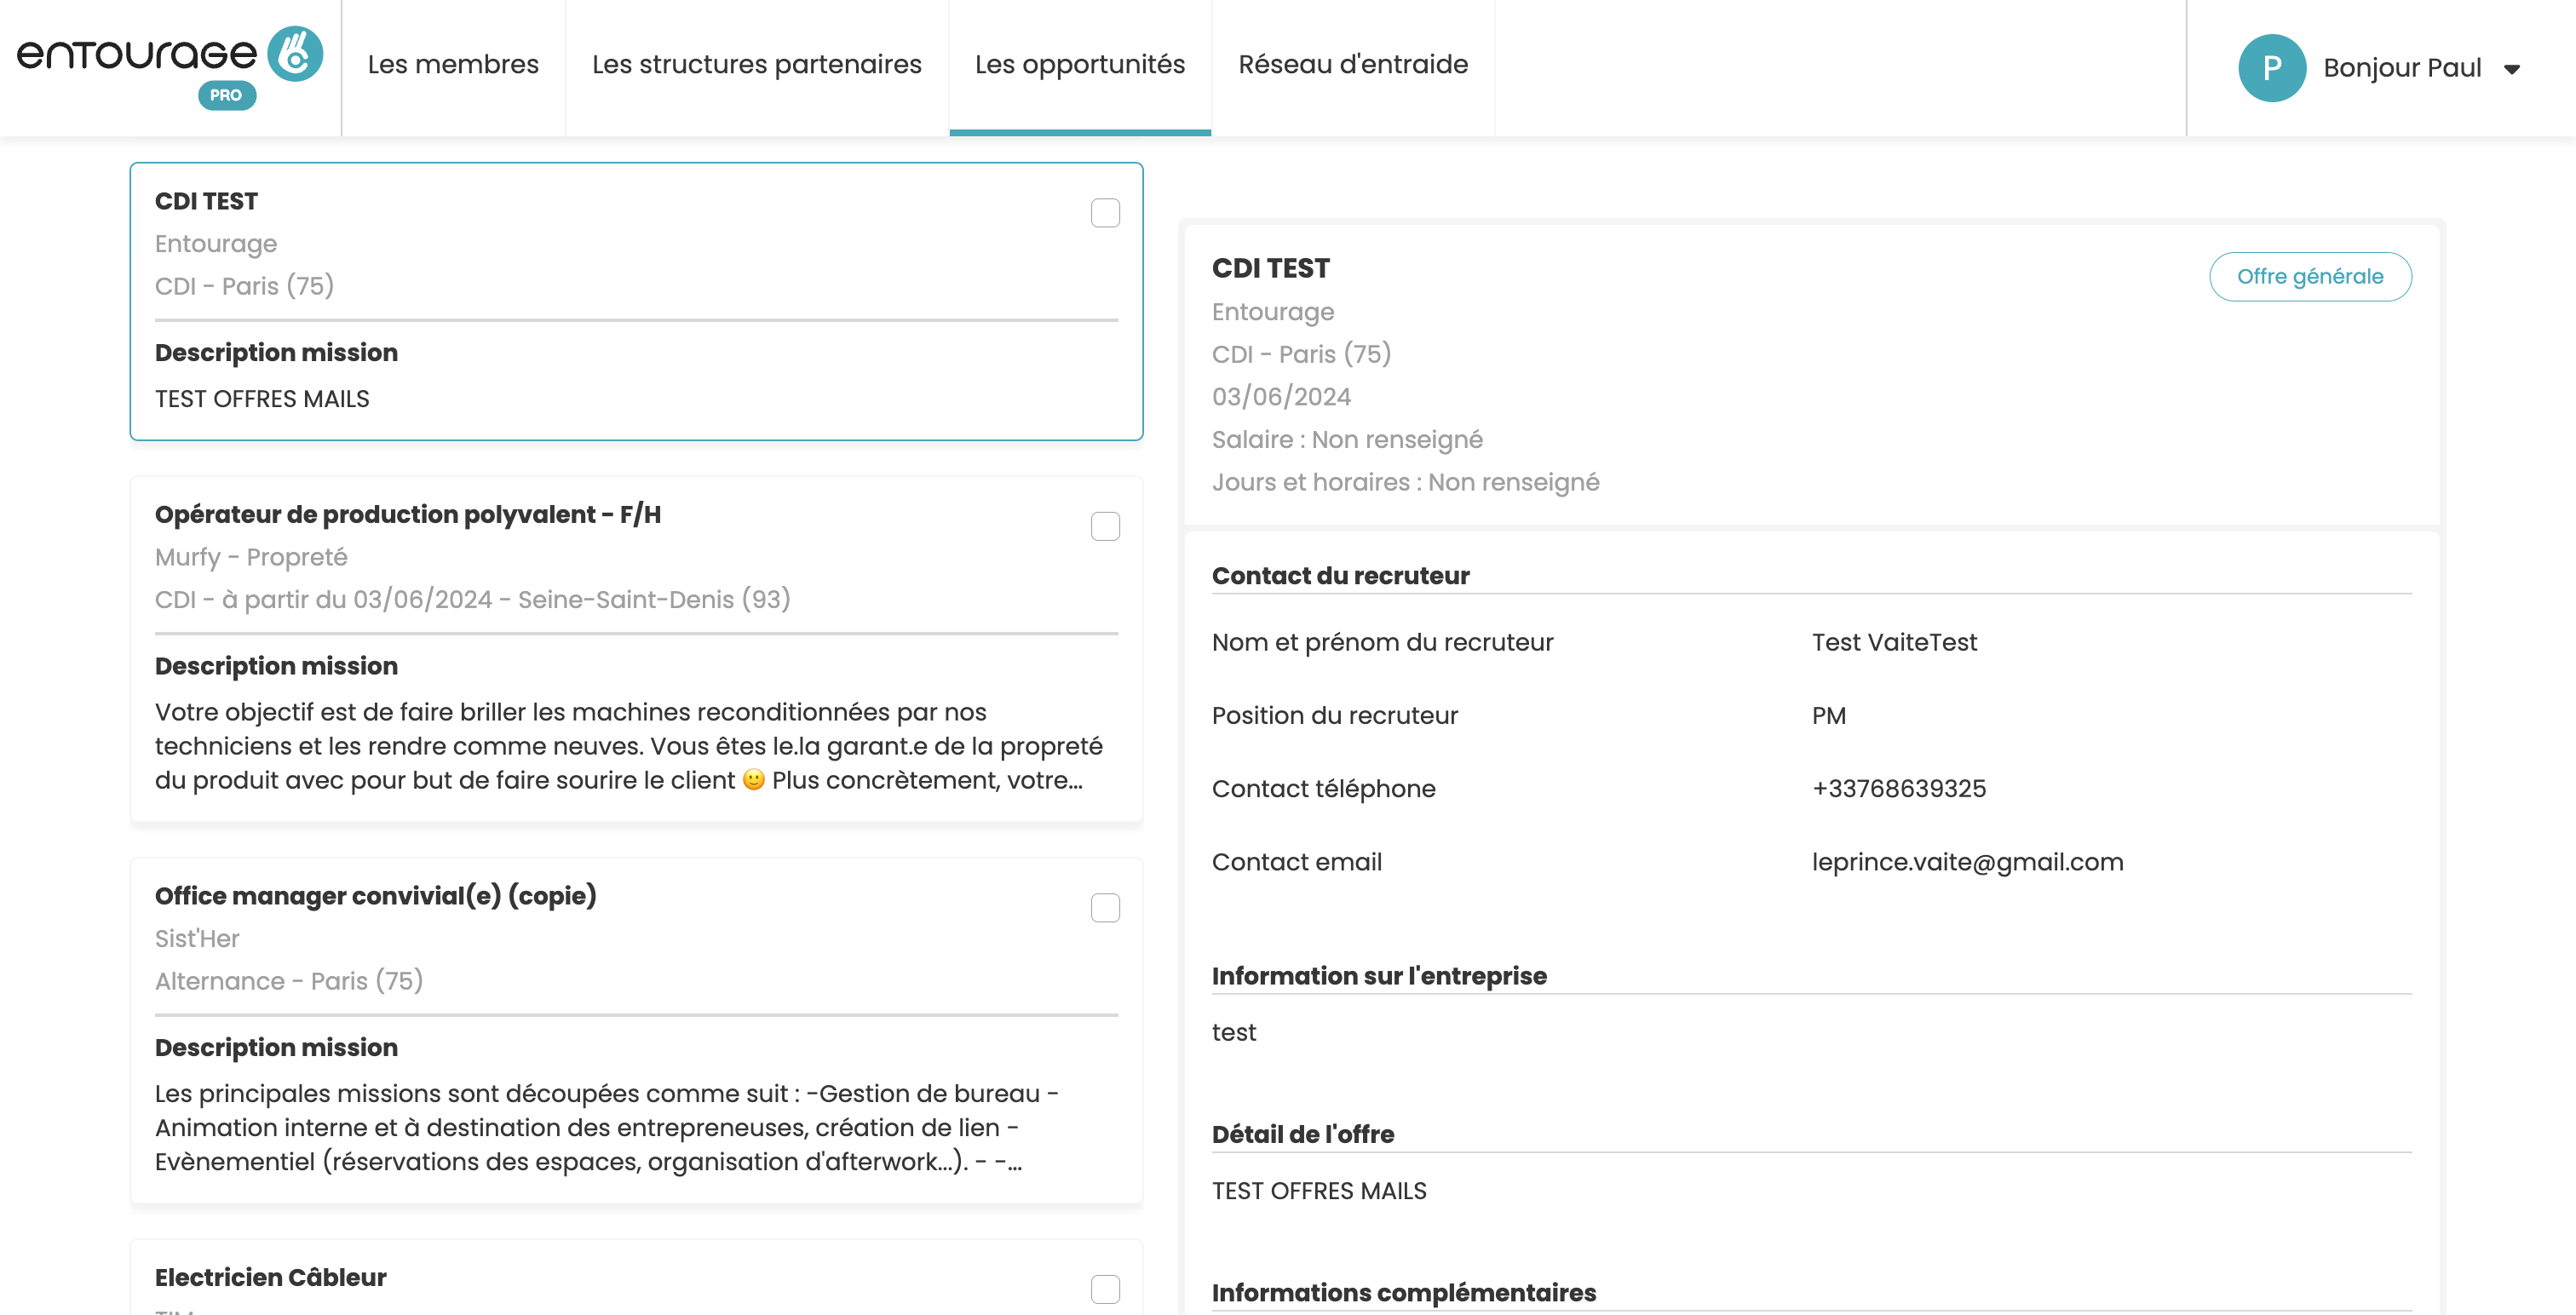 entourage
PRO
Les membres
Les structures partenaires
Les opportunités
Réseau d'entraide
P
Bonjour Paul
CDI TEST
Entourage
CDI - Paris (75)
Description mission
TEST OFFRES MAILS
Opérateur de production polyvalent - F/H
Murfy - Propreté
CDI - à partir du 03/06/2024 - Seine-Saint-Denis (93)
Description mission
Votre objectif est de faire briller les machines reconditionnées par nos
techniciens et les rendre comme neuves. Vous êtes le.la garant.e de la propreté
du produit avec pour but de faire sourire le client 🙂 Plus concrètement, votre...
Office manager convivial(e) (copie)
Sist'Her
Alternance - Paris (75)
Description mission
Les principales missions sont découpées comme suit : -Gestion de bureau -
Animation interne et à destination des entrepreneuses, création de lien -
Evènementiel (réservations des espaces, organisation d'afterwork...). - -...
Electricien Câbleur
CDI TEST
Offre générale
Entourage
CDI - Paris (75)
03/06/2024
Salaire : Non renseigné
Jours et horaires : Non renseigné
Contact du recruteur
Nom et prénom du recruteur
Test VaiteTest
Position du recruteur
PM
Contact téléphone
+33768639325
Contact email
leprince.vaite@gmail.com
Information sur l'entreprise
test
Détail de l'offre
TEST OFFRES MAILS
Informations complémentaires